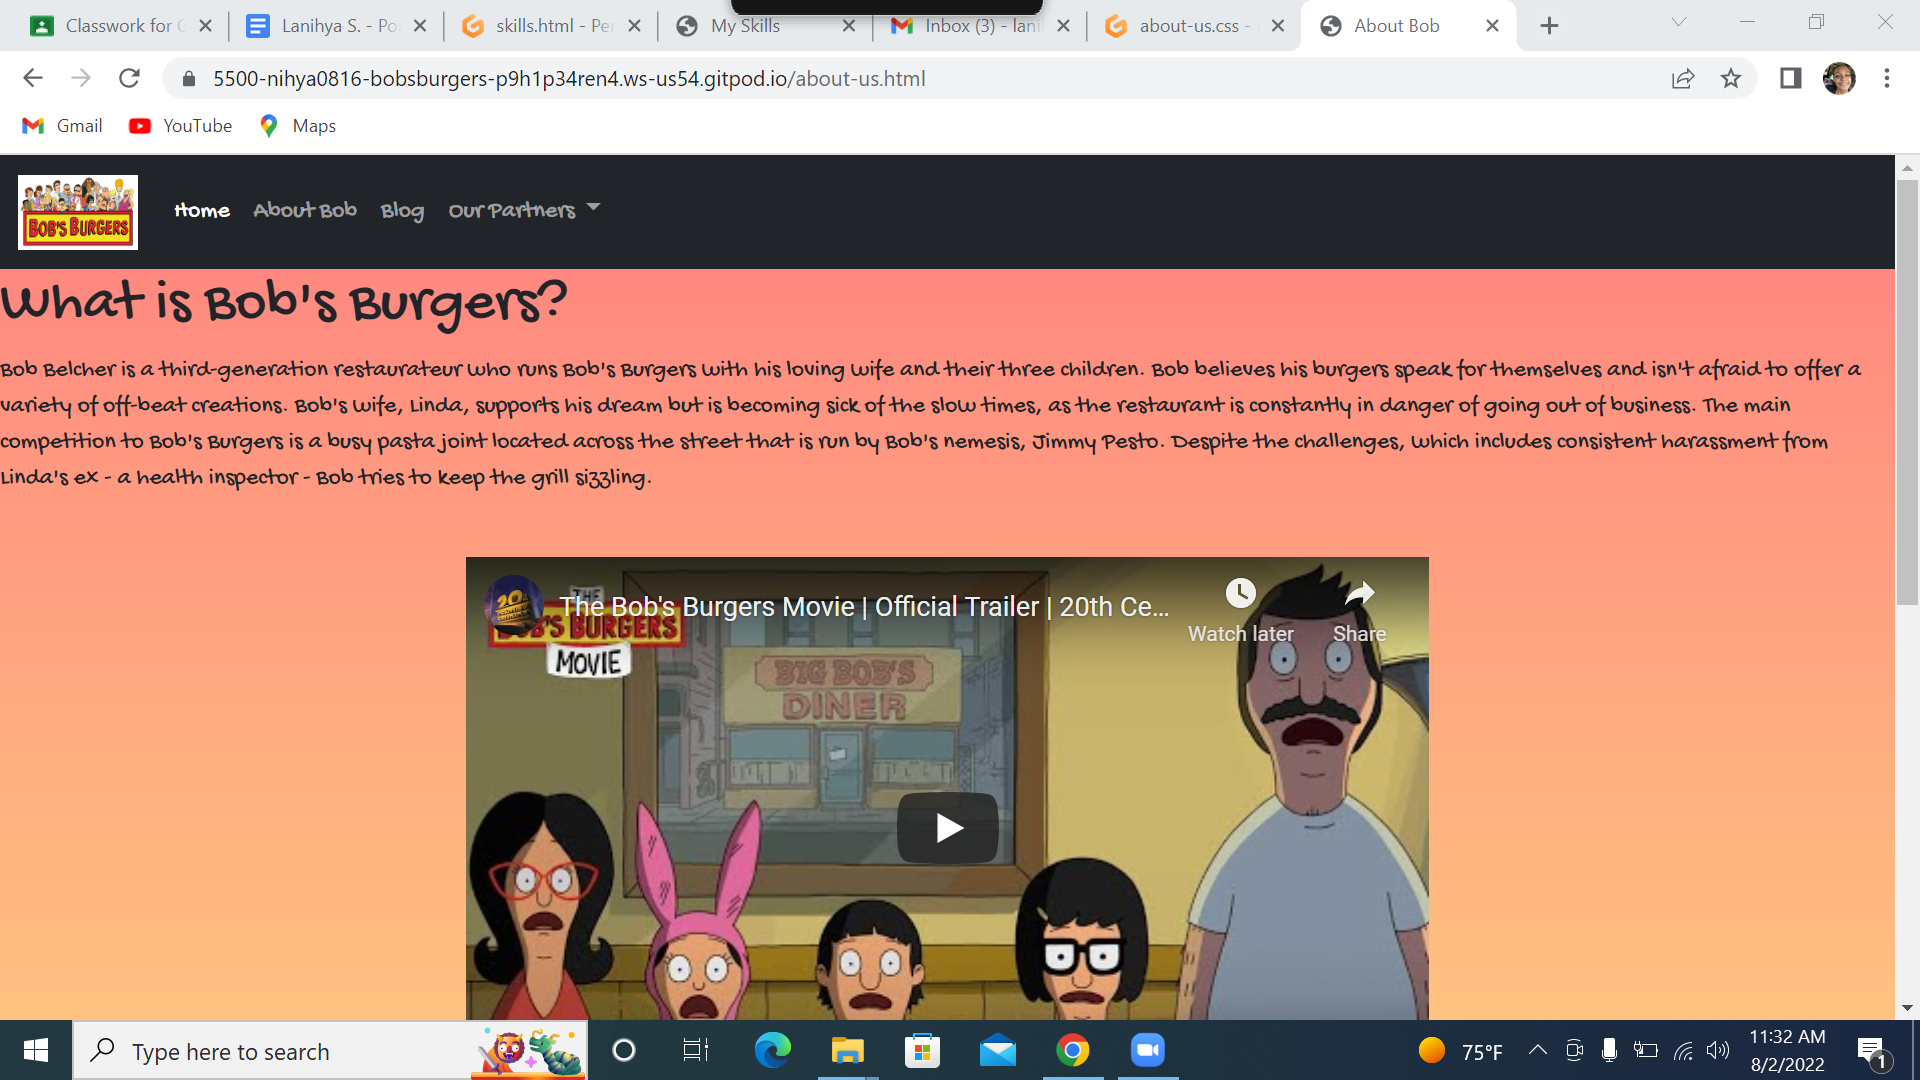 Classwork for G
Lanihya S. - Po
skills.html - Per
My Skills
Inbox (3) - lani
about-us.css -
About Bob
5500-nihya0816-bobsburgers-p9h1p34ren4.ws-us54.gitpod.io/about-us.html
Gmail
YouTube
Maps
BOB'S BURGERS
Home
About Bob
Blog
Our Partners
What is Bob's Burgers?
Bob Belcher is a third-generation restaurateur who runs Bob's Burgers with his loving wife and their three children. Bob believes his burgers speak for themselves and isn't afraid to offer a
variety of off-beat creations. Bob's wife, Linda, supports his dream but is becoming sick of the slow times, as the restaurant is constantly in danger of going out of business. The main
competition to Bob's Burgers is a busy pasta joint located across the street that is run by Bob's nemesis, Jimmy Pesto. Despite the challenges, which includes consistent harassment from
Linda's ex - a health inspector - Bob tries to keep the grill sizzling.
The Bob's Burgers Movie | Official Trailer | 20th Ce...
Watch later
Share
THE
BOB'S BURGERS
MOVIE
BIG BOB'S
DINER
Type here to search
75°F
11:32 AM
8/2/2022
1